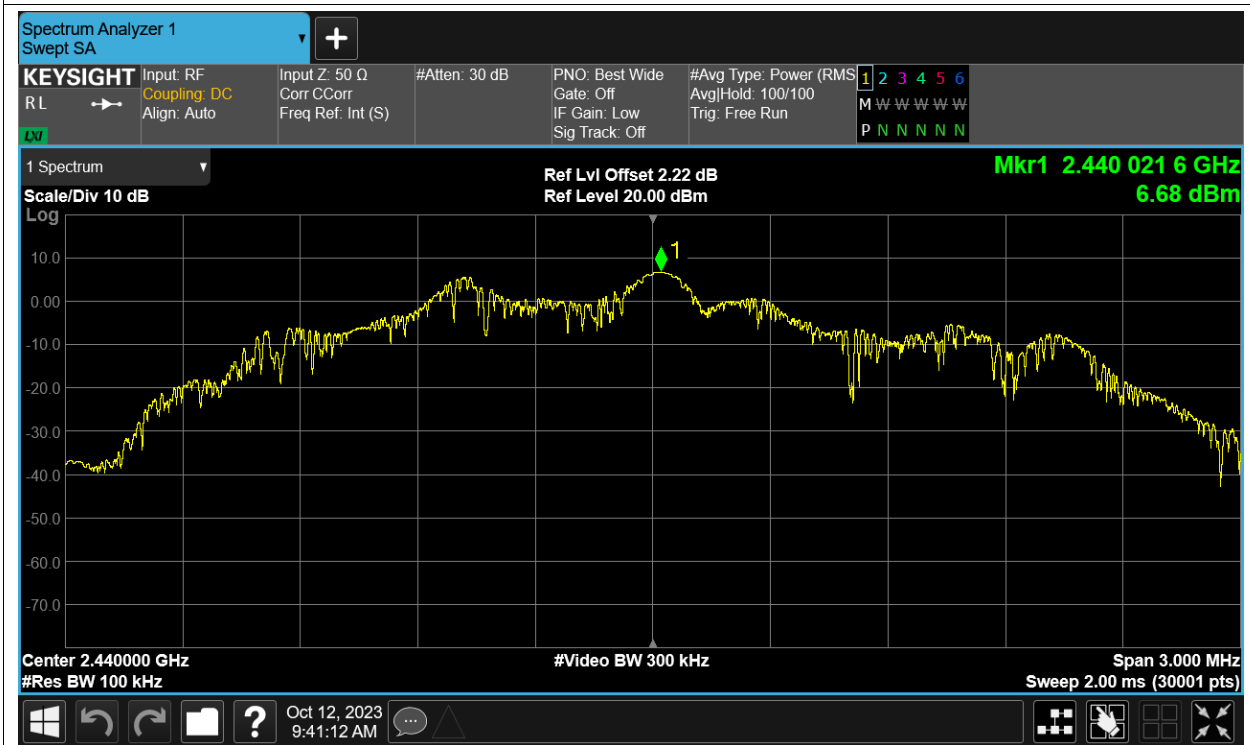 Spectrum Analyzer 1
Swept SA
KEYSIGHT
RL
LXI
Input: RF
Coupling: DC
Align: Auto
Input Z: 50 Ω
Corr CCorr
Freq Ref: Int (S)
#Atten: 30 dB
PNO: Best Wide
Gate: Off
IF Gain: Low
Sig Track: Off
#Avg Type: Power (RMS
Avg|Hold: 100/100
Trig: Free Run
1 2 3 4 5 6
M W W W W W
P N N N N N
1 Spectrum
Scale/Div 10 dB
Log
Ref Lvl Offset 2.22 dB
Ref Level 20.00 dBm
Mkr1 2.440 021 6 GHz
6.68 dBm
1
10.0
0.00
-10.0
-20.0
-30.0
-40.0
-50.0
-60.0
-70.0
Center 2.440000 GHz
#Res BW 100 kHz
#Video BW 300 kHz
Span 3.000 MHz
Sweep 2.00 ms (30001 pts)
?
Oct 12, 2023
9:41:12 AM